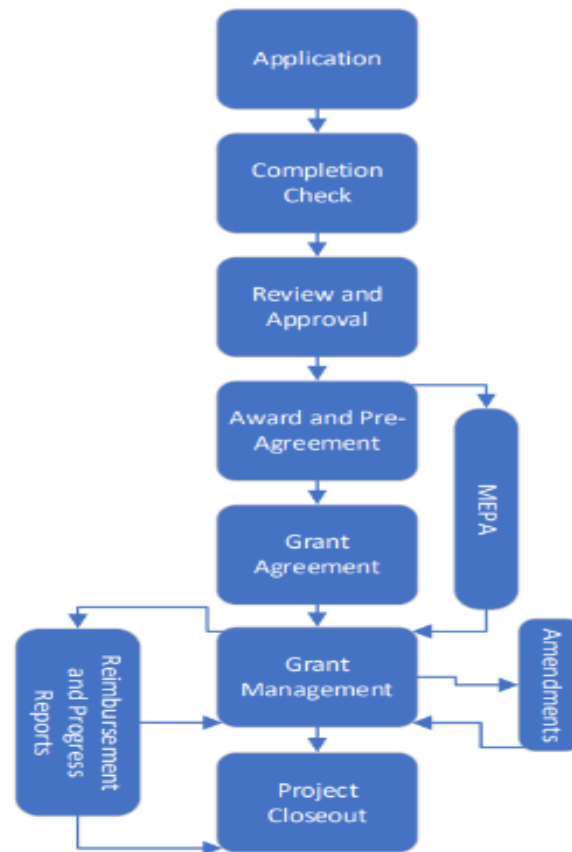 Application
Completion
Check
Review and
Approval
Award and Pre-
Agreement
MEPA
Grant
Agreement
Grant
Management
Amendments
Reimbursement
and Progress
Reports
Project
Closeout